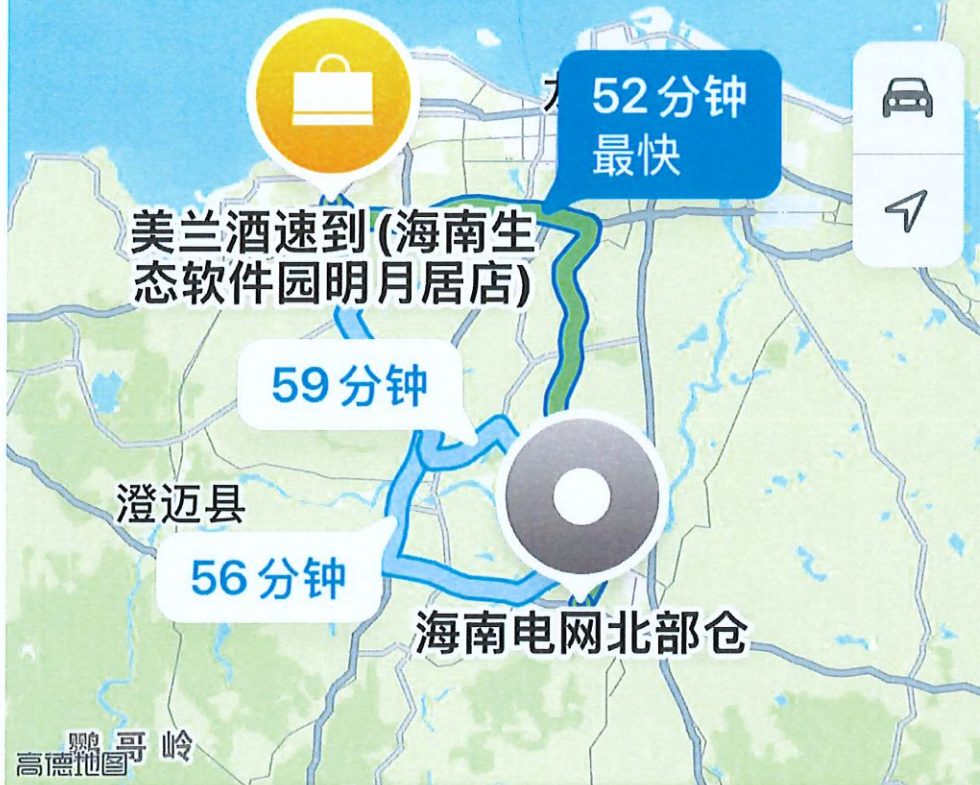 52分钟
最快
美兰酒速到(海南生
态软件园明月居店)
59分钟
澄迈县
56分钟
海南电网北部仓
鹦哥岭
高德地图